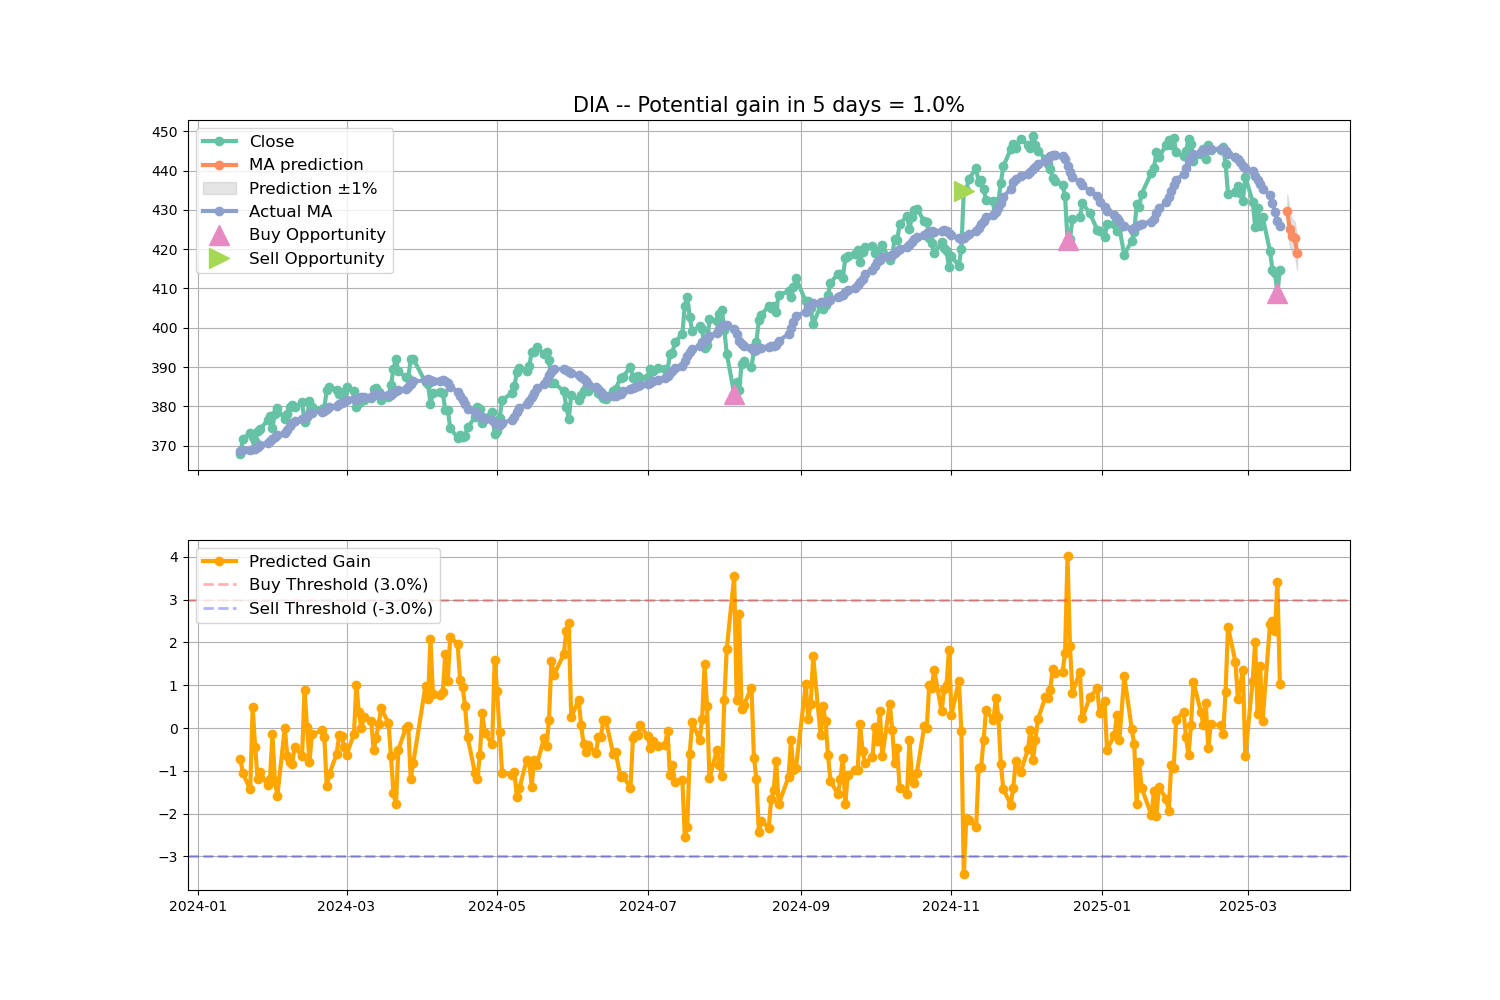 DIA -- Potential gain in 5 days = 1.0%
450
440
430
420
410
400
390
380
370
Close
MA prediction
Prediction ±1%
Actual MA
Buy Opportunity
Sell Opportunity
4
3
2
1
0
−1
−2
−3
Predicted Gain
Buy Threshold (3.0%)
Sell Threshold (-3.0%)
2024-01
2024-03
2024-05
2024-07
2024-09
2024-11
2025-01
2025-03